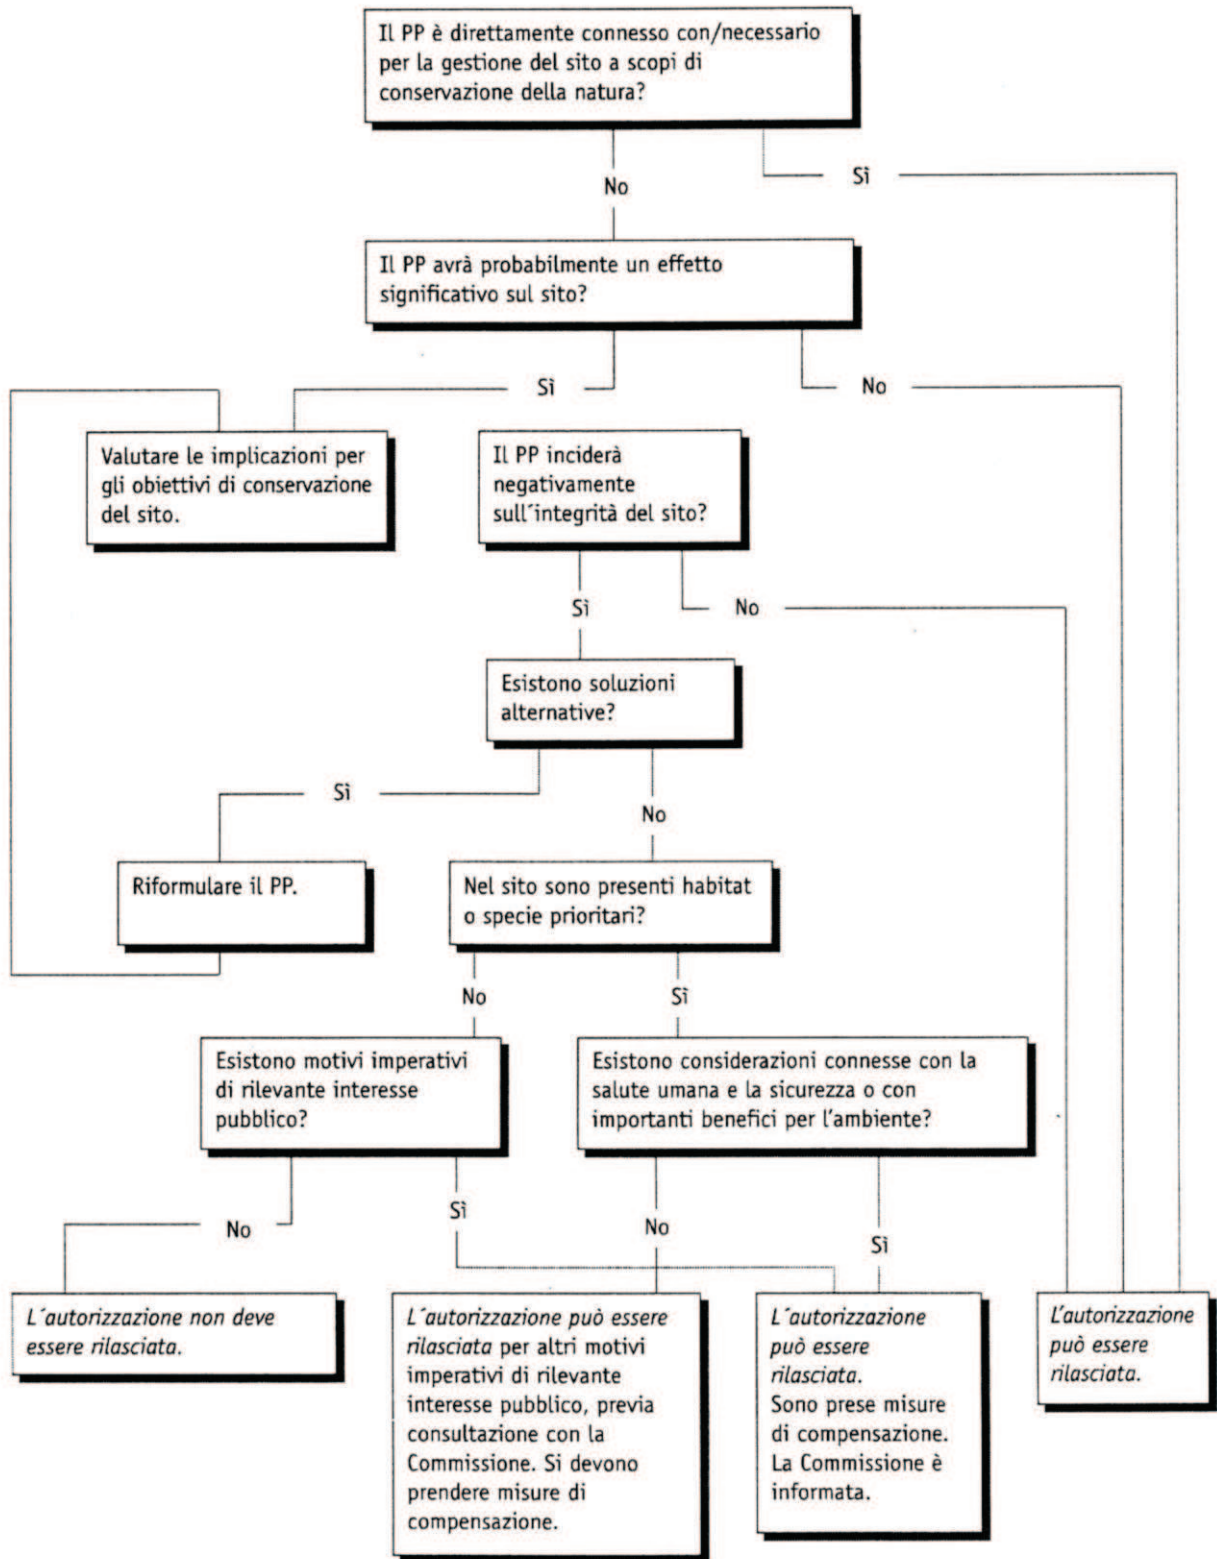 Il PP è direttamente connesso con/necessario
per la gestione del sito a scopi di
conservazione della natura?
Sì
No
Il PP avrà probabilmente un effetto
significativo sul sito?
Sì
No
Valutare le implicazioni per
gli obiettivi di conservazione
del sito.
Il PP inciderà
negativamente
sull´integrità del sito?
Sì
No
Esistono soluzioni
alternative?
Sì
No
Riformulare il PP.
Nel sito sono presenti habitat
o specie prioritari?
No
Sì
Esistono motivi imperativi
di rilevante interesse
pubblico?
Esistono considerazioni connesse con la
salute umana e la sicurezza o con
importanti benefici per l'ambiente?
No
Sì
No
Sì
L´autorizzazione non deve
essere rilasciata.
L´autorizzazione può essere
rilasciata per altri motivi
imperativi di rilevante
interesse pubblico, previa
consultazione con la
Commissione. Si devono
prendere misure di
compensazione.
L´autorizzazione
può essere
rilasciata.
Sono prese misure
di compensazione.
La Commissione è
informata.
L'autorizzazione
può essere
rilasciata.